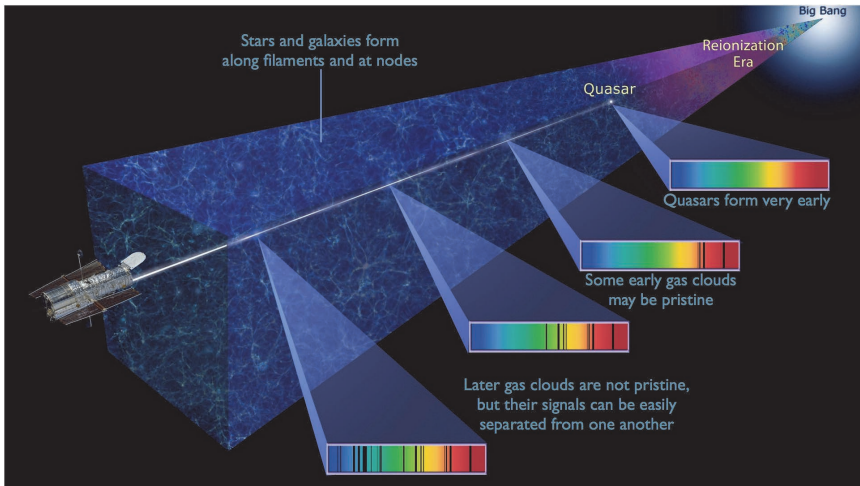 Big Bang
Reionization
Era
Stars and galaxies form
along filaments and at nodes
Quasar
Quasars form very early
Some early gas clouds
may be pristine
Later gas clouds are not pristine,
but their signals can be easily
separated from one another